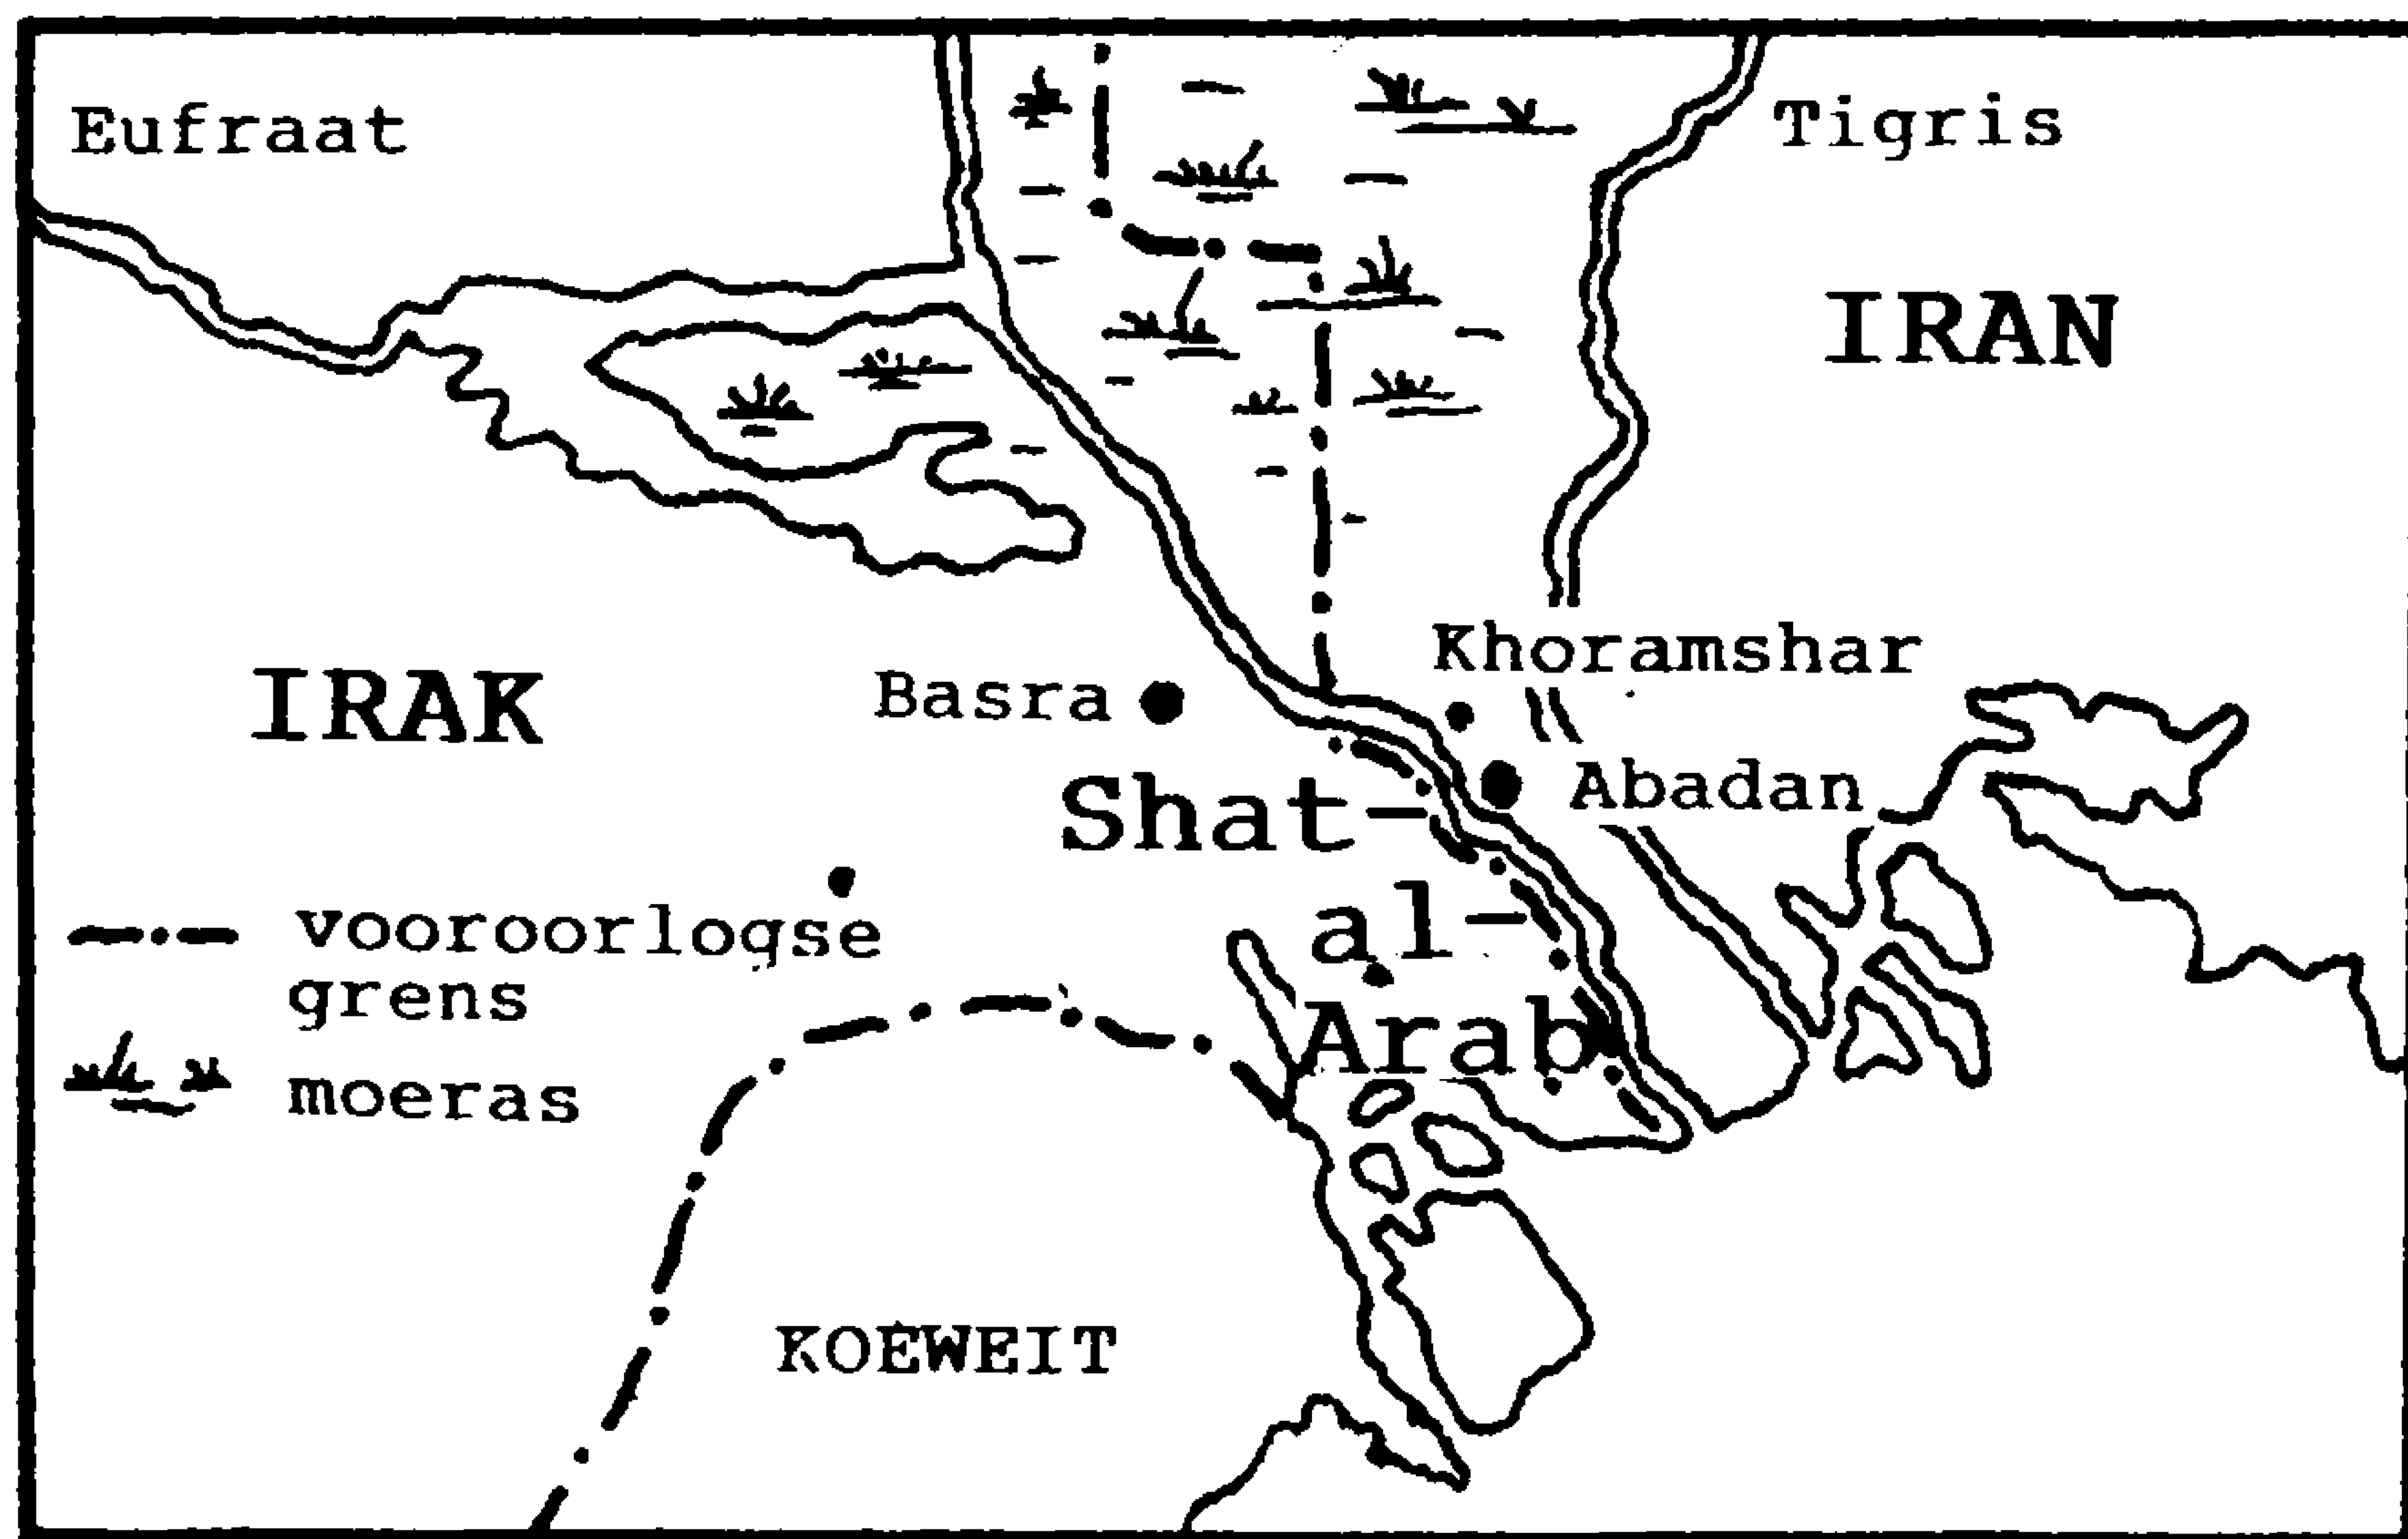 Eufraat
Tigris
IRAN
Khoramshar
IRAK
Basra
Abadan
Shat-
al-
Arab
vooroorlogse
grens
moeras
KOEWEIT